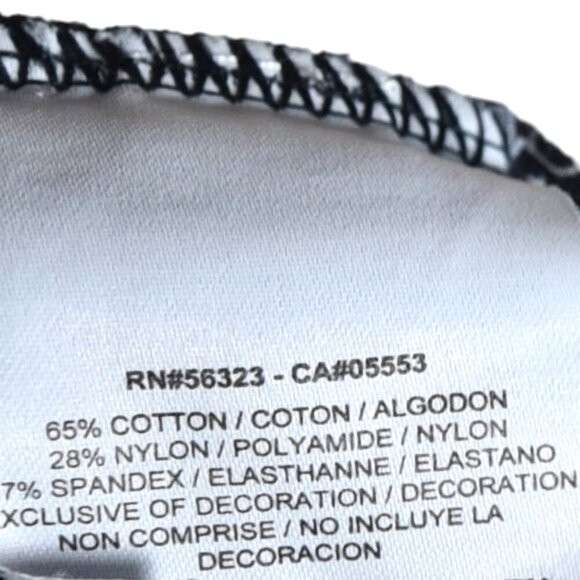 RN#56323 - CA#05553
65% COTTON / COTON / ALGODON
28% NYLON / POLYAMIDE / NYLON
7% SPANDEX / ELASTHANNE / ELASTANO
XCLUSIVE OF DECORATION / DECORATION
NON COMPRISE / NO INCLUYE LA
DECORACION